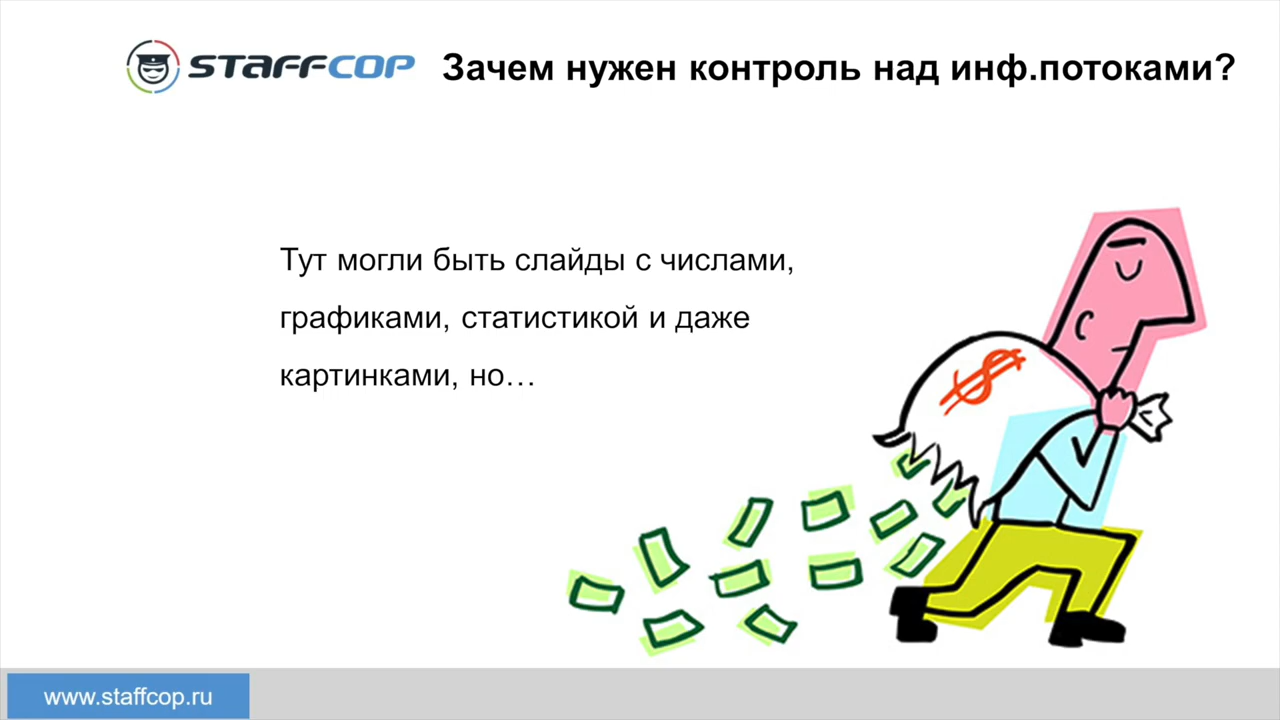 STAFFCOP
Зачем нужен контроль над инф.потоками?
Тут могли быть слайды с числами,
графиками, статистикой и даже
картинками, но…
$
www.staffcop.ru